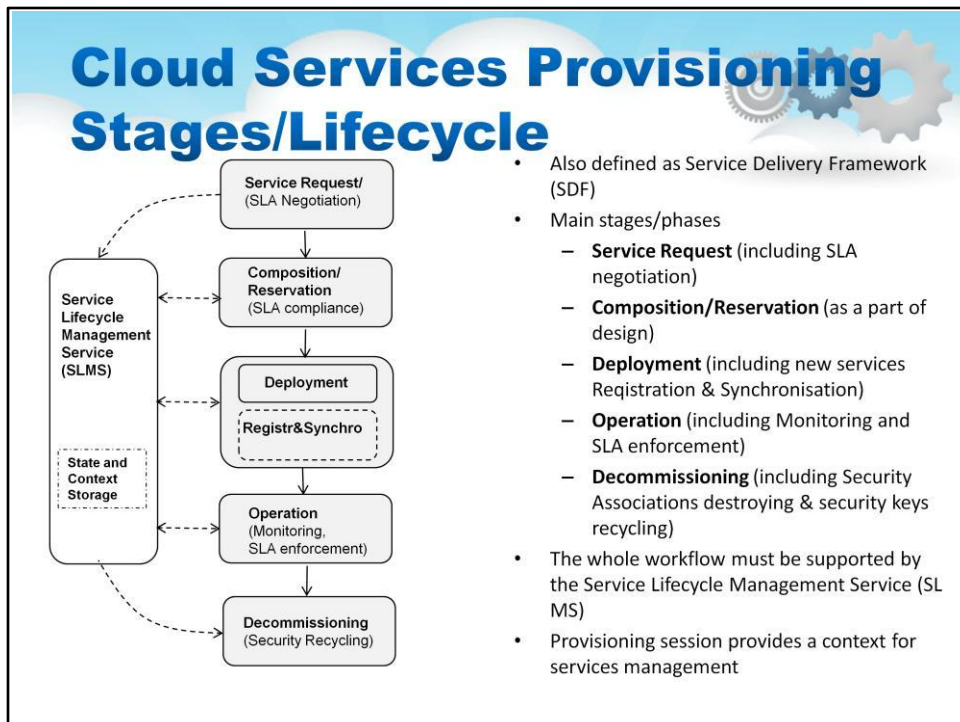 Cloud Services Provisioning
Stages/Lifecycle
Service Request/
(SLA Negotiation)
Composition/
Reservation
(SLA compliance)
Service
Lifecycle
Management
Service
(SLMS)
Deployment
Registr&Synchro
State and
Context
Storage
Operation
(Monitoring,
SLA enforcement)
Decommissioning
(Security Recycling)
• Also defined as Service Delivery Framework
(SDF)
• Main stages/phases
– Service Request (including SLA
negotiation)
– Composition/Reservation (as a part of
design)
– Deployment (including new services
Reqistration & Synchronisation)
– Operation (including Monitoring and
SLA enforcement)
– Decommissioning (including Security
Associations destroying & security keys
recycling)
• The whole workflow must be supported by
the Service Lifecycle Management Service (SL
MS)
• Provisioning session provides a context for
services management